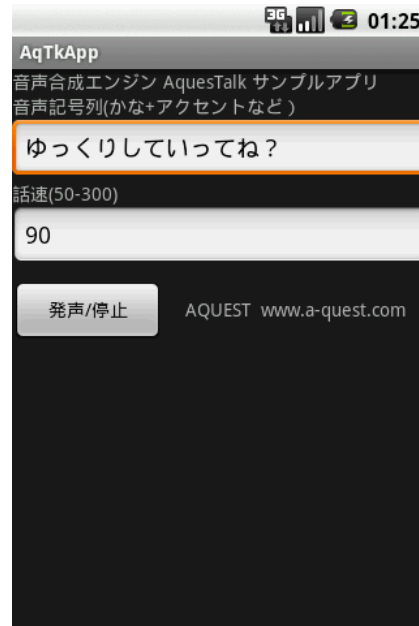 3G 01:25
AqTkApp
音声合成エンジン AquesTalk サンプルアプリ
音声記号列(かな+アクセントなど )
ゆっくりしていってね？
話速(50-300)
90
発声/停止 AQUEST www.a-quest.com